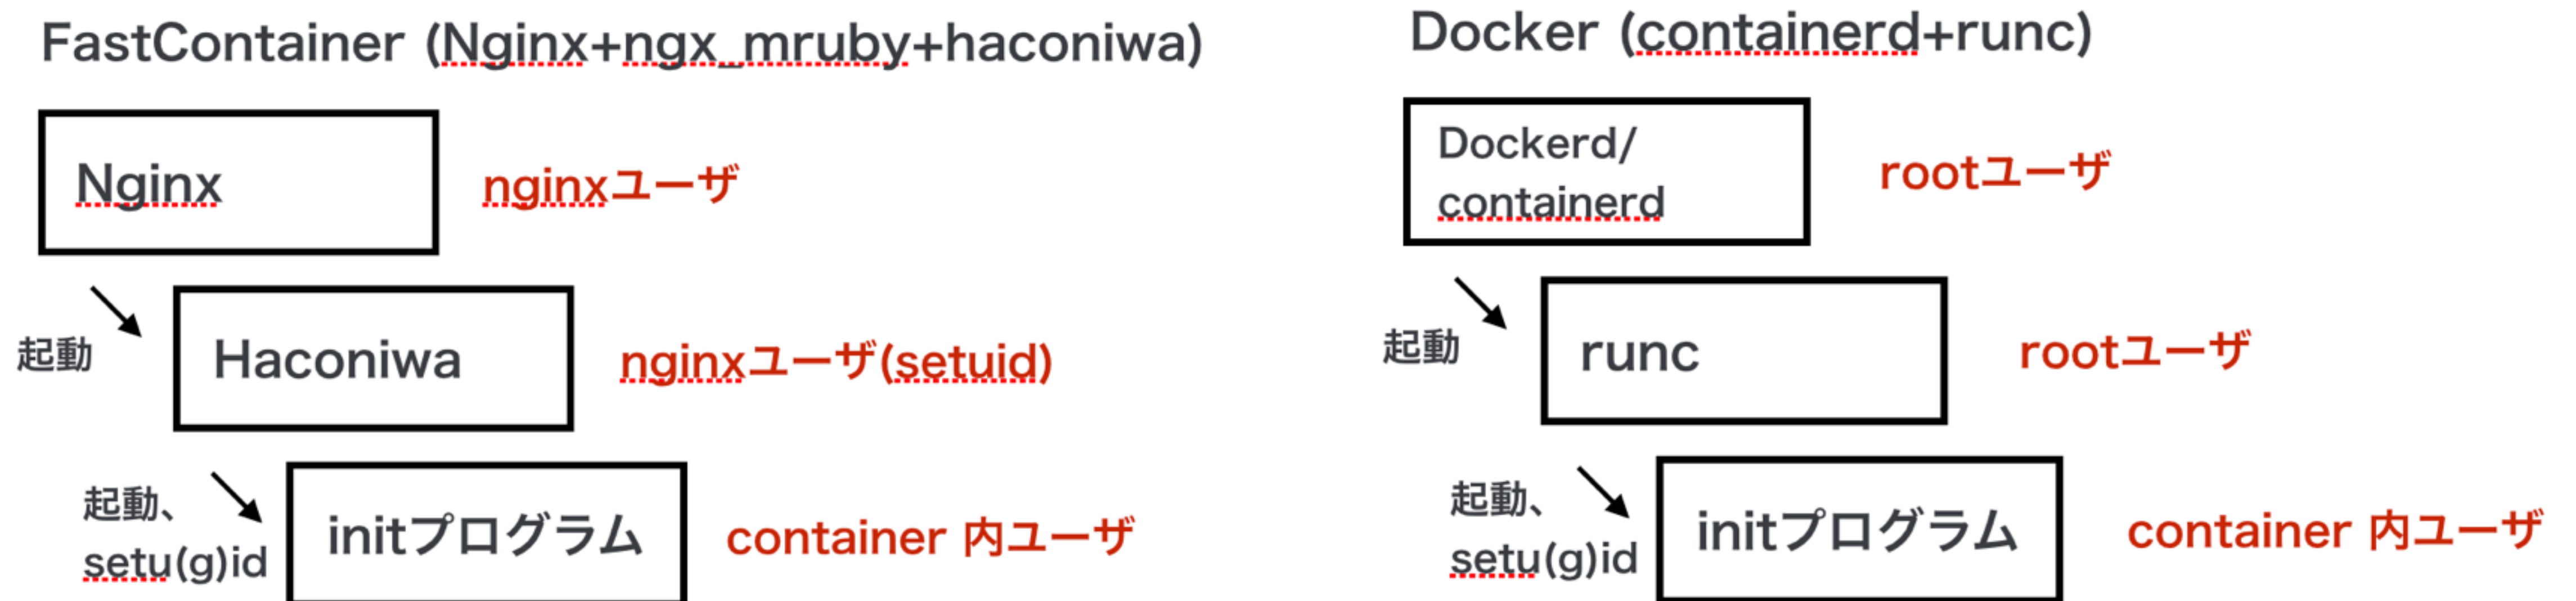 FastContainer (Nginx+ngx_mruby+haconiwa)
Nginx
nginxユーザ
起動
Haconiwa
nginxユーザ(setuid)
起動、
setu(g)id
initプログラム
container 内ユーザ
Docker (containerd+runc)
Dockerd/
containerd
rootユーザ
起動
runc
rootユーザ
起動、
setu(g)id
initプログラム
container 内ユーザ